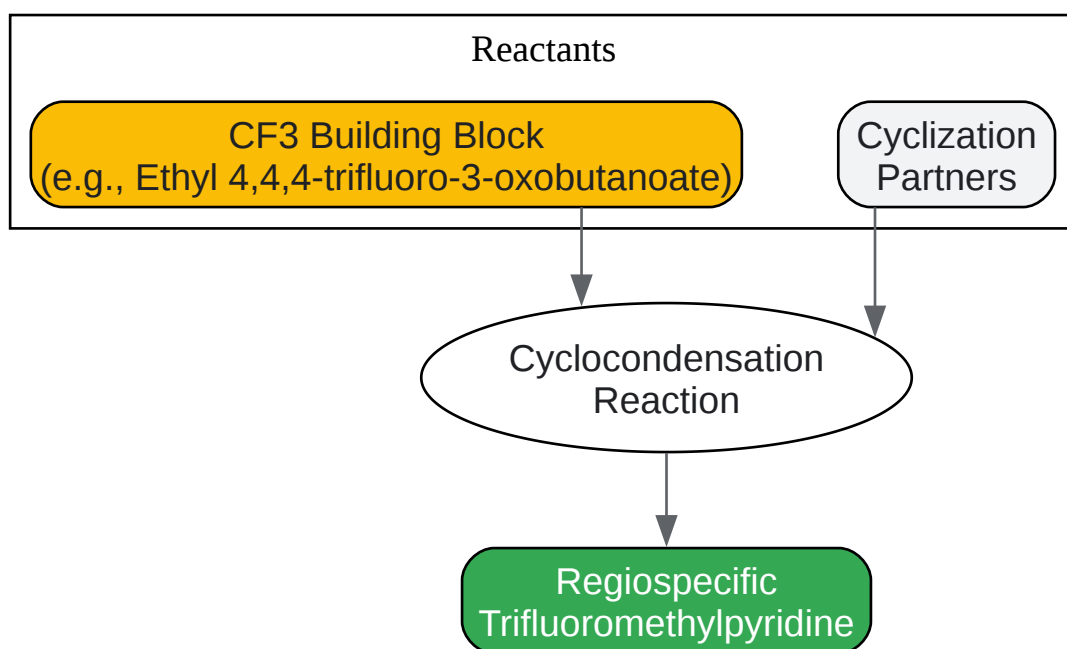 Reactants
CF3 Building Block
(e.g., Ethyl 4,4,4-trifluoro-3-oxobutanoate)
Cyclization
Partners
Cyclocondensation
Reaction
Regiospecific
Trifluoromethylpyridine